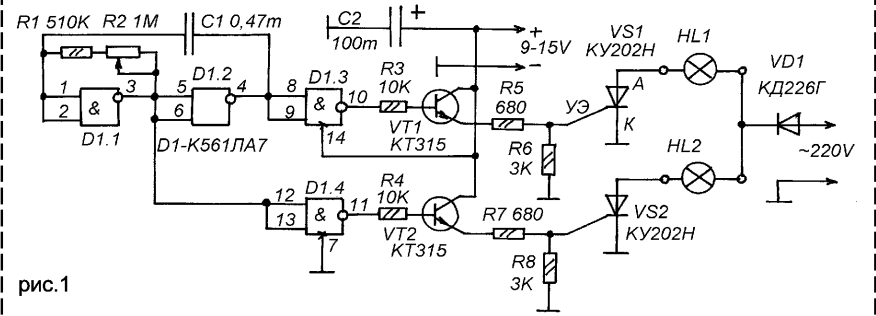 R1 510K R2 1M C1 0,47m
C2 100m
+
+
9-15V
−
VS1
КУ202Н
HL1
VD1
КД226Г
~220V
D1.1
&
1
2
3
D1.2
5
6
4
D1-К561ЛА7
D1.3
&
8
9
10
14
R3
10K
VT1
КТ315
R5
680
R6
3K
УЭ
А
К
HL2
D1.4
&
12
13
11
7
R4
10K
VT2
КТ315
R7 680
R8
3K
VS2
КУ202Н
рис.1